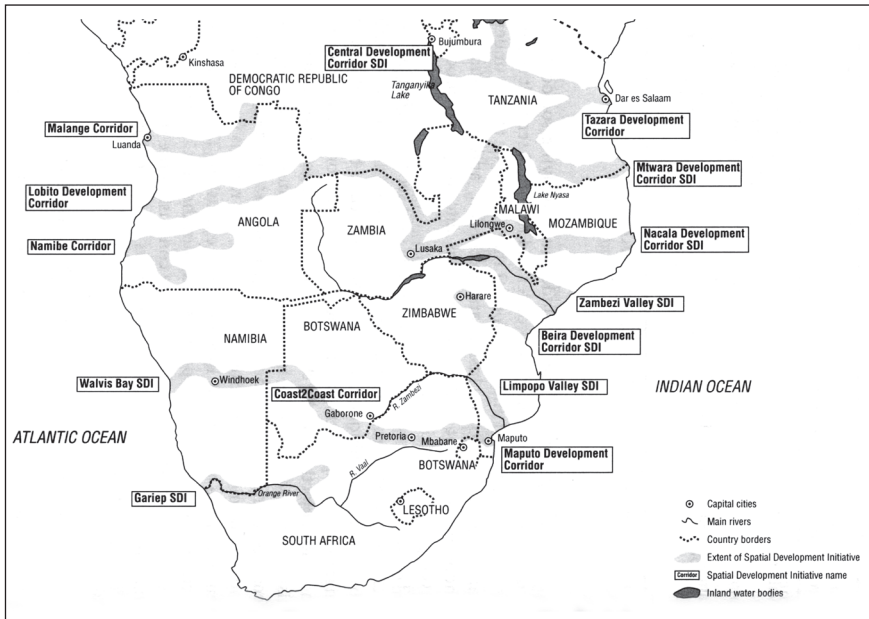 Bujumbura
Central Development
Corridor SDI
Kinshasa
DEMOCRATIC REPUBLIC
OF CONGO
Tanganyika
Lake
TANZANIA
Dar es Salaam
Tazara Development
Corridor
Malange Corridor
Luanda
Mtwara Development
Corridor SDI
Lake Nyasa
Lobito Development
Corridor
MALAWI
ANGOLA
ZAMBIA
Lilongwe
MOZAMBIQUE
Namibe Corridor
Lusaka
Nacala Development
Corridor SDI
Zambezi Valley SDI
Harare
ZIMBABWE
BOTSWANA
NAMIBIA
Beira Development
Corridor SDI
Walvis Bay SDI
Windhoek
Coast2Coast Corridor
R. Zambezi
Limpopo Valley SDI
INDIAN OCEAN
Gaborone
ATLANTIC OCEAN
Pretoria
Mbabane
Maputo
BOTSWANA
Maputo Development
Corridor
R. Vaal
Gariep SDI
Orange River
LESOTHO
SOUTH AFRICA
Capital cities
Main rivers
Country borders
Extent of Spatial Development Initiative
Corridor
Spatial Development Initiative name
Inland water bodies